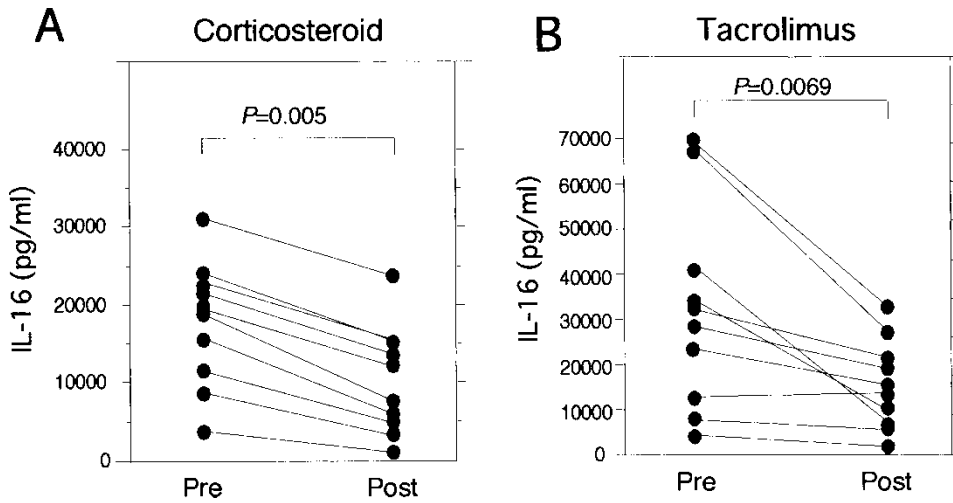 A
Corticosteroid
P=0.005
40000
30000
20000
10000
0
IL-16 (pg/ml)
Pre
Post
B
Tacrolimus
P=0.0069
70000
60000
50000
40000
30000
20000
10000
0
IL-16 (pg/ml)
Pre
Post